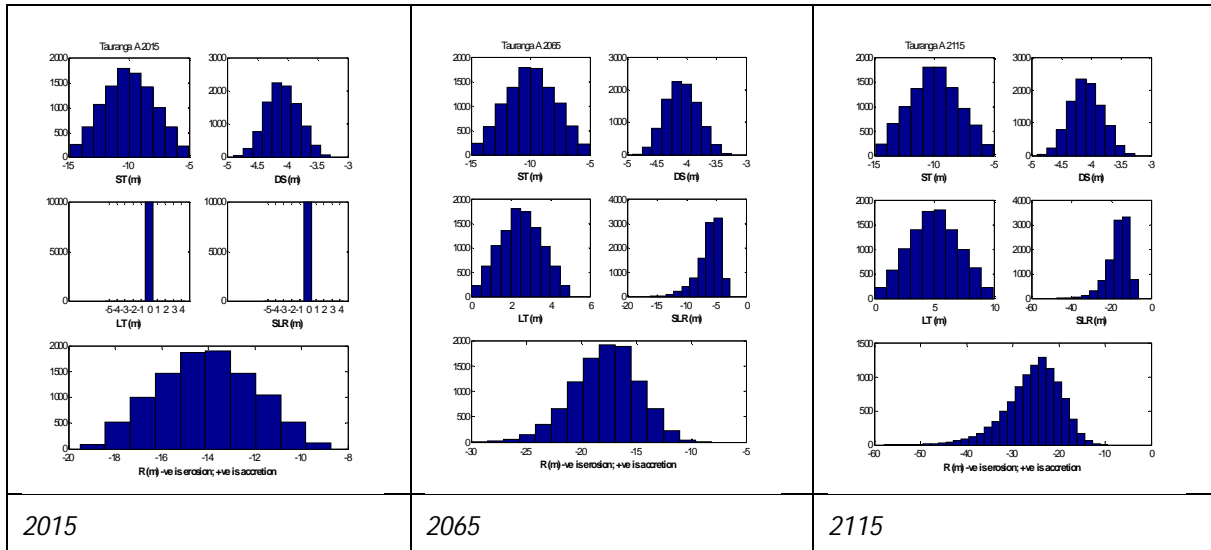 Tauranga A 2015
2000
1500
1000
500
0
-15 -10 -5
ST (m)
3000
2000
1000
0
-5 -4.5 -4 -3.5 -3
DS (m)
10000
5000
0
-5 -4 -3 -2 -1 0 1 2 3 4
LT (m)
10000
5000
0
-5 -4 -3 -2 -1 0 1 2 3 4
SLR (m)
2000
1500
1000
500
0
-20 -18 -16 -14 -12 -10 -8
R (m) -ve is erosion; +ve is accretion
2015
Tauranga A 2065
2000
1500
1000
500
0
-15 -10 -5
ST (m)
3000
2000
1000
0
-5 -4.5 -4 -3.5 -3
DS (m)
2000
1500
1000
500
0
0 2 4 6
LT (m)
4000
3000
2000
1000
0
-20 -15 -10 -5 0
SLR (m)
2000
1500
1000
500
0
-30 -25 -20 -15 -10 -5
R (m) -ve is erosion; +ve is accretion
2065
Tauranga A 2115
2000
1500
1000
500
0
-15 -10 -5
ST (m)
3000
2000
1000
0
-5 -4.5 -4 -3.5 -3
DS (m)
2000
1500
1000
500
0
0 5 10
LT (m)
4000
3000
2000
1000
0
-60 -40 -20 0
SLR (m)
1500
1000
500
0
-60 -50 -40 -30 -20 -10 0
R (m) -ve is erosion; +ve is accretion
2115